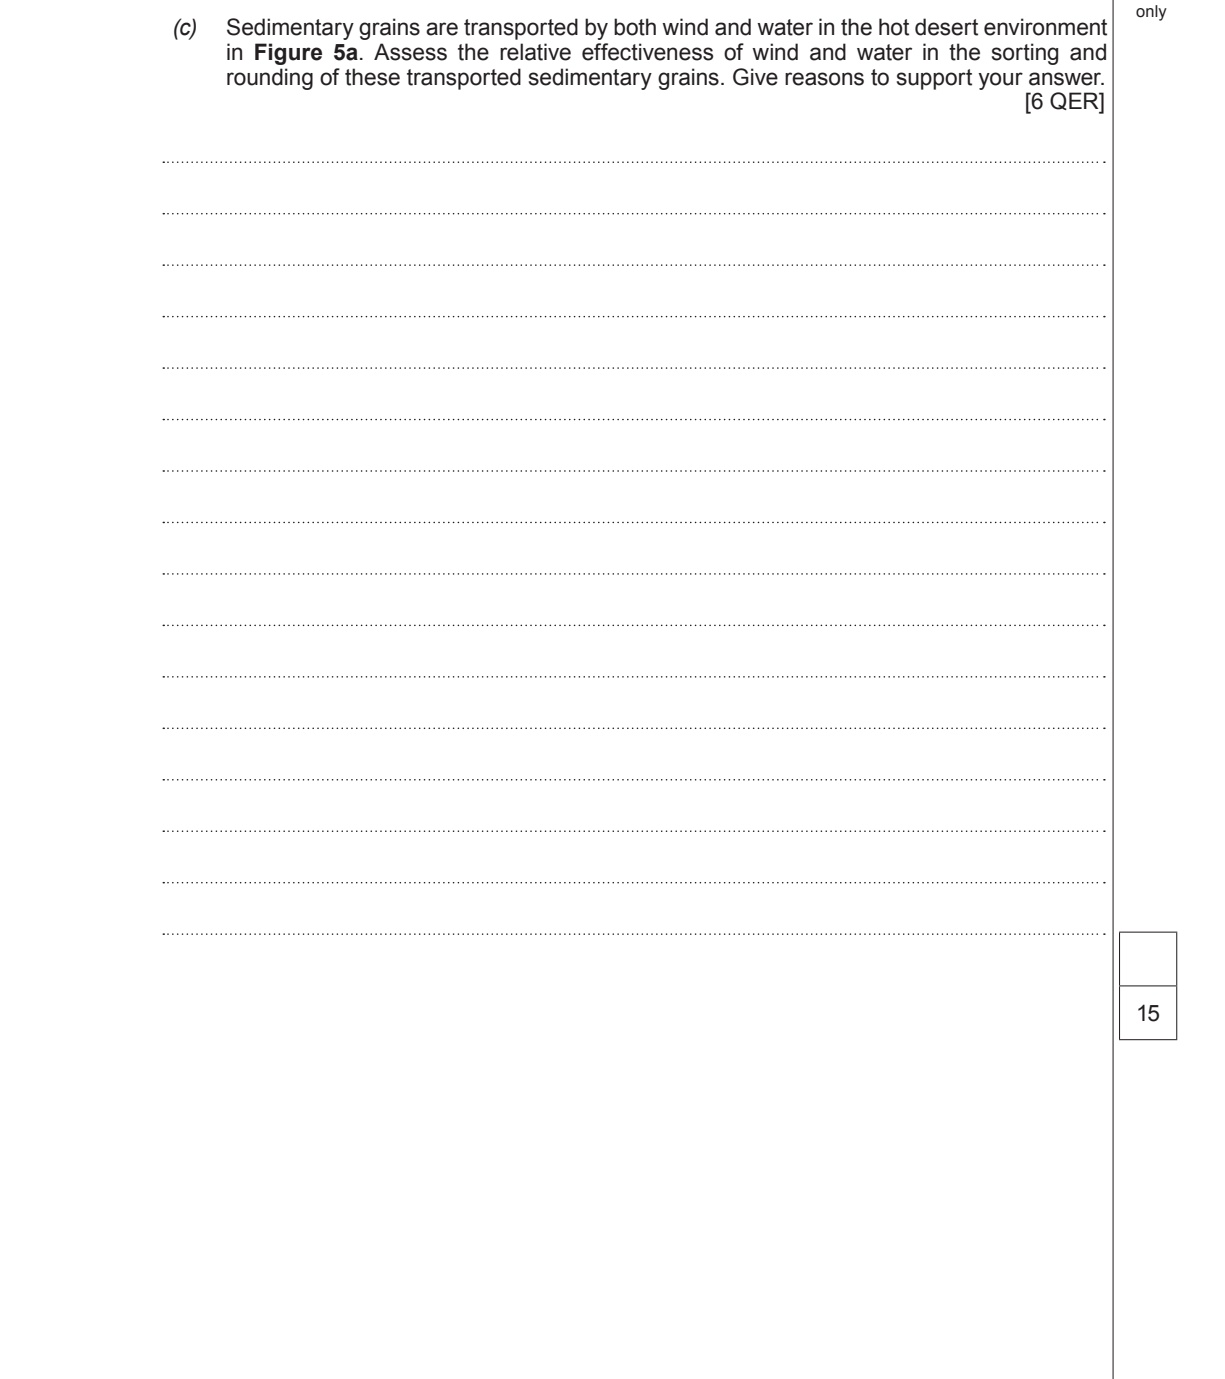 only
(c) Sedimentary grains are transported by both wind and water in the hot desert environment
in Figure 5a. Assess the relative effectiveness of wind and water in the sorting and
rounding of these transported sedimentary grains. Give reasons to support your answer.
[6 QER]
15